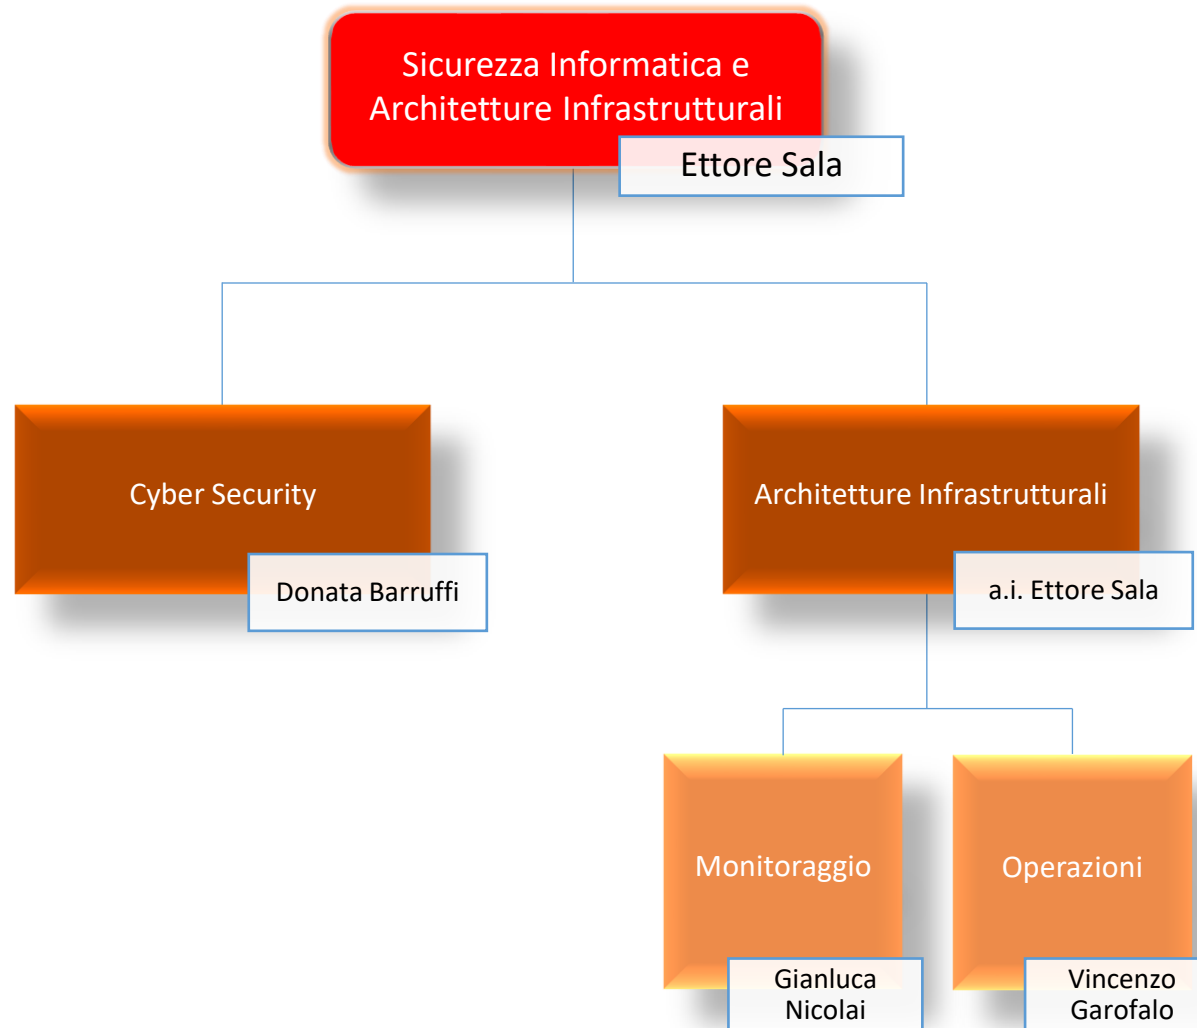 Sicurezza Informatica e
Architetture Infrastrutturali
Ettore Sala
Cyber Security
Donata Barruffi
Architetture Infrastrutturali
a.i. Ettore Sala
Monitoraggio
Gianluca
Nicolai
Operazioni
Vincenzo
Garofalo